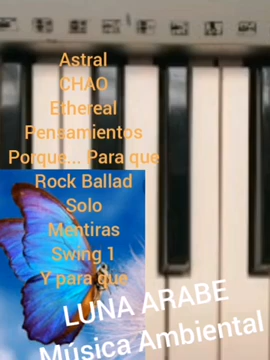 Astral
CHAO
Ethereal
Pensamientos
Porque... Para que
Rock Ballad
Solo
Mentiras
Swing 1
Y para que
LUNA ARABE
Música Ambiental